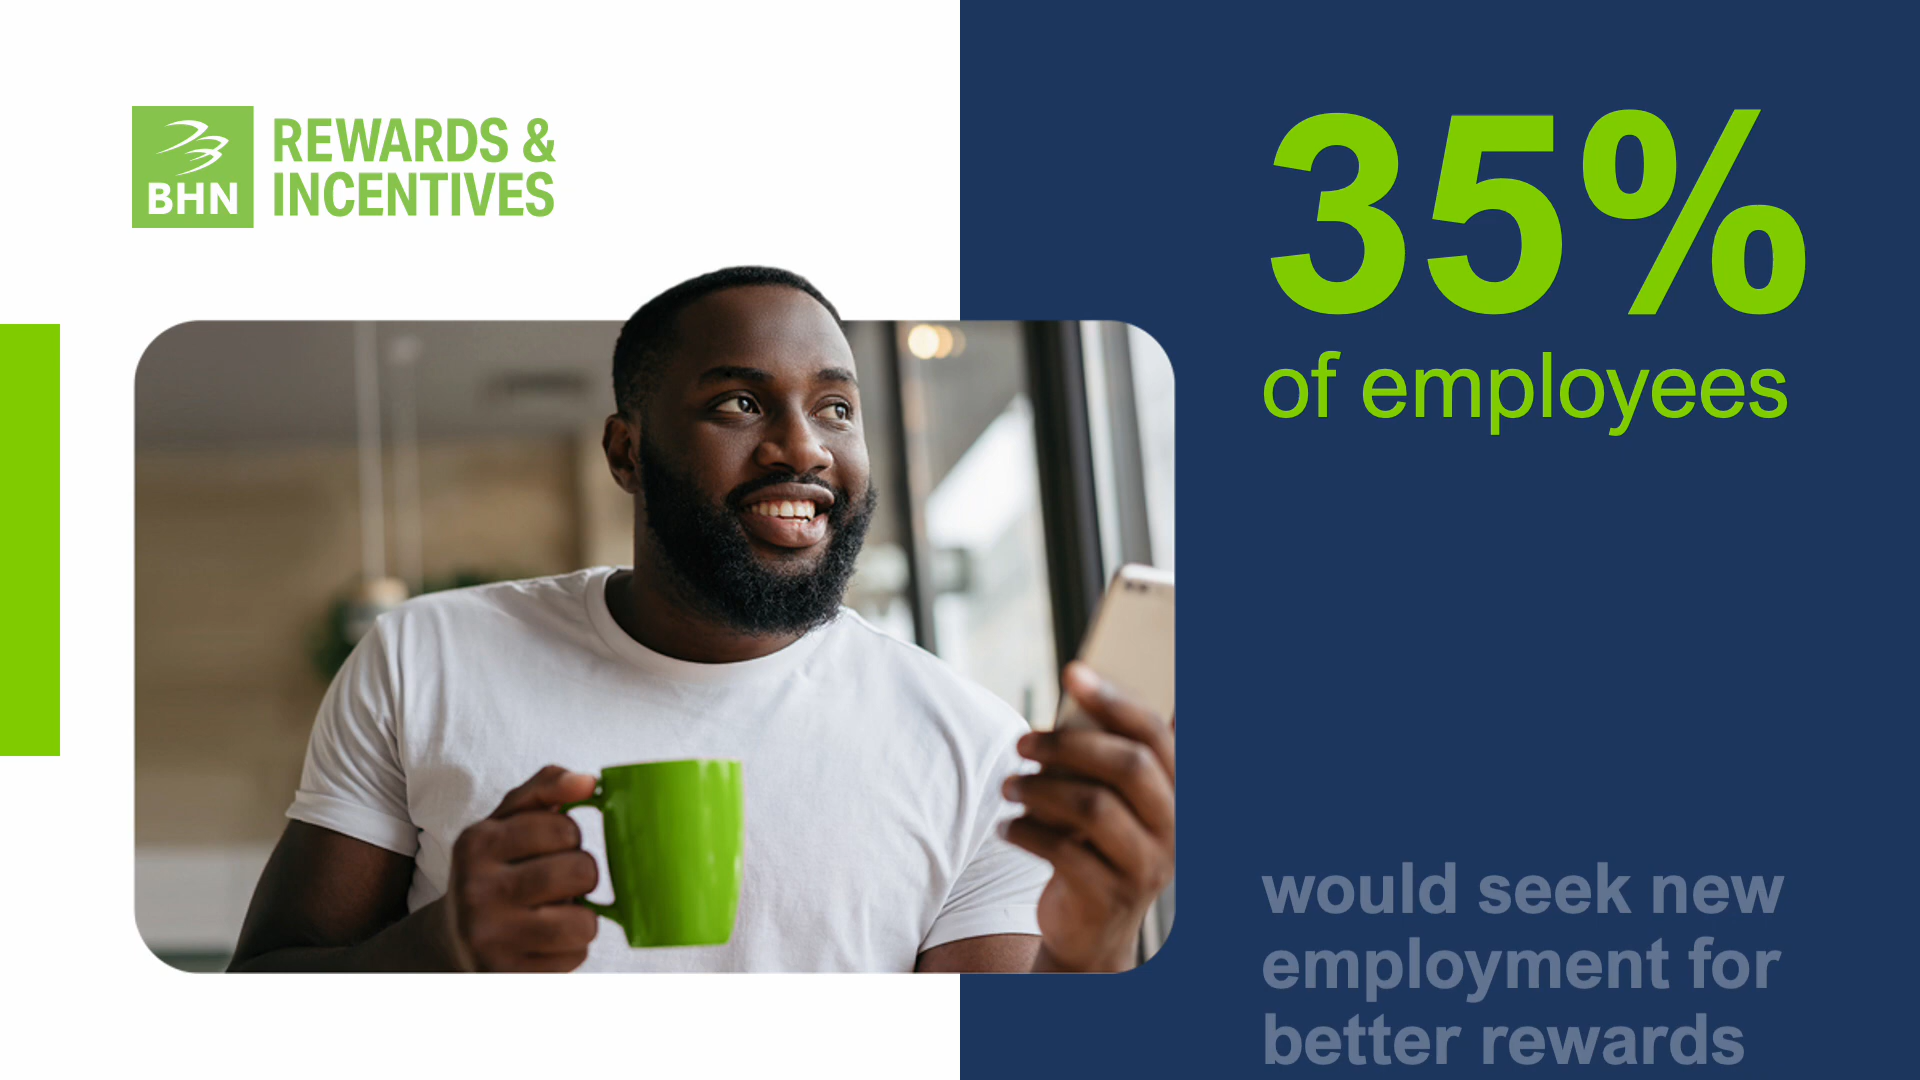 BHN
REWARDS &
INCENTIVES
35%
of employees
would seek new
employment for
better rewards